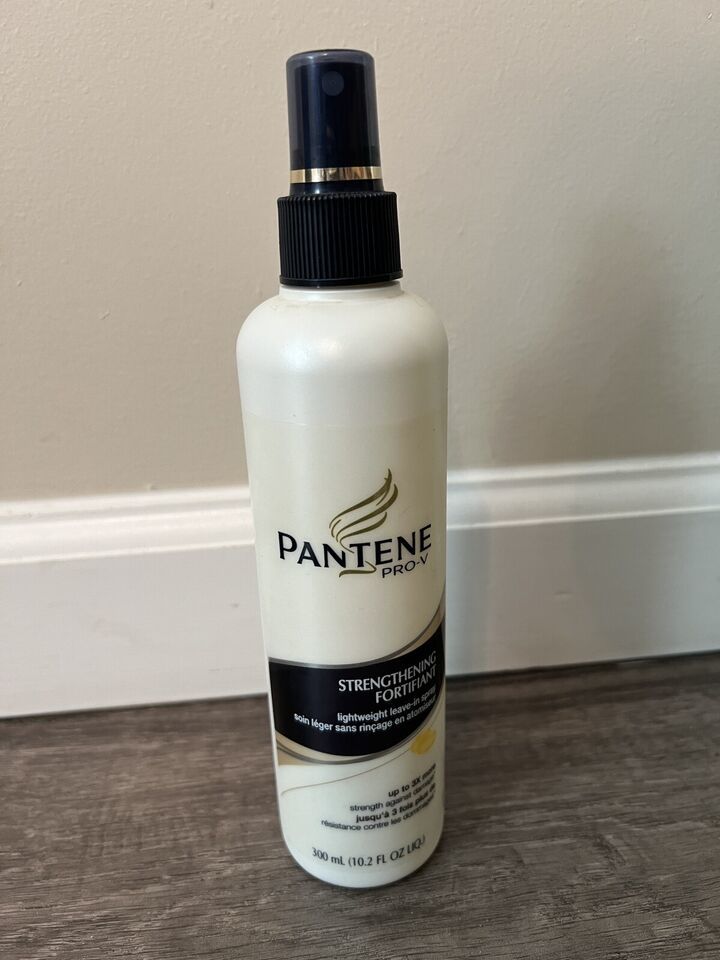 PANTENE
PRO-V
STRENGTHENING
FORTIFIANT
lightweight leave-in spray
soin léger sans rinçage en atomiseur
up to 3X more
strength against damage*
jusqu'à 3 fois plus de
résistance contre les dommages*
300 mL (10.2 FL OZ LIQ.)